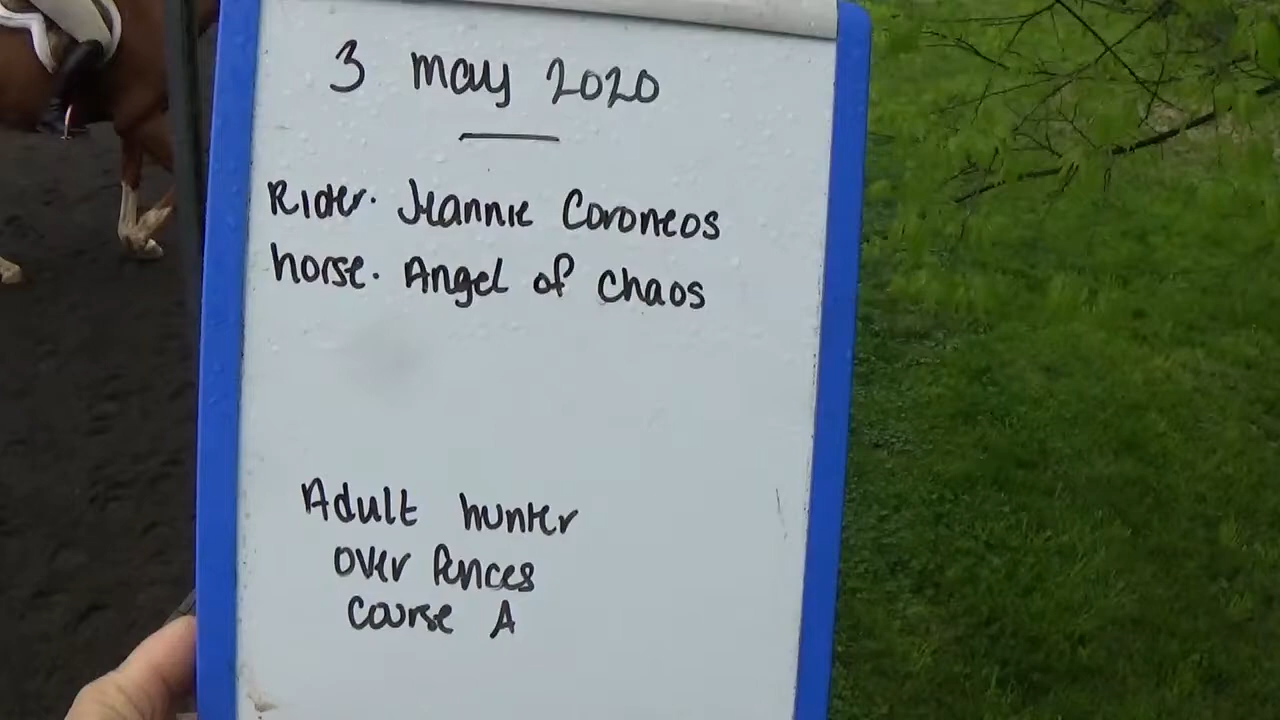 3 May 2020
Rider. Jeannie Coroneos
horse. Angel of Chaos
Adult hunter
over fences
course A